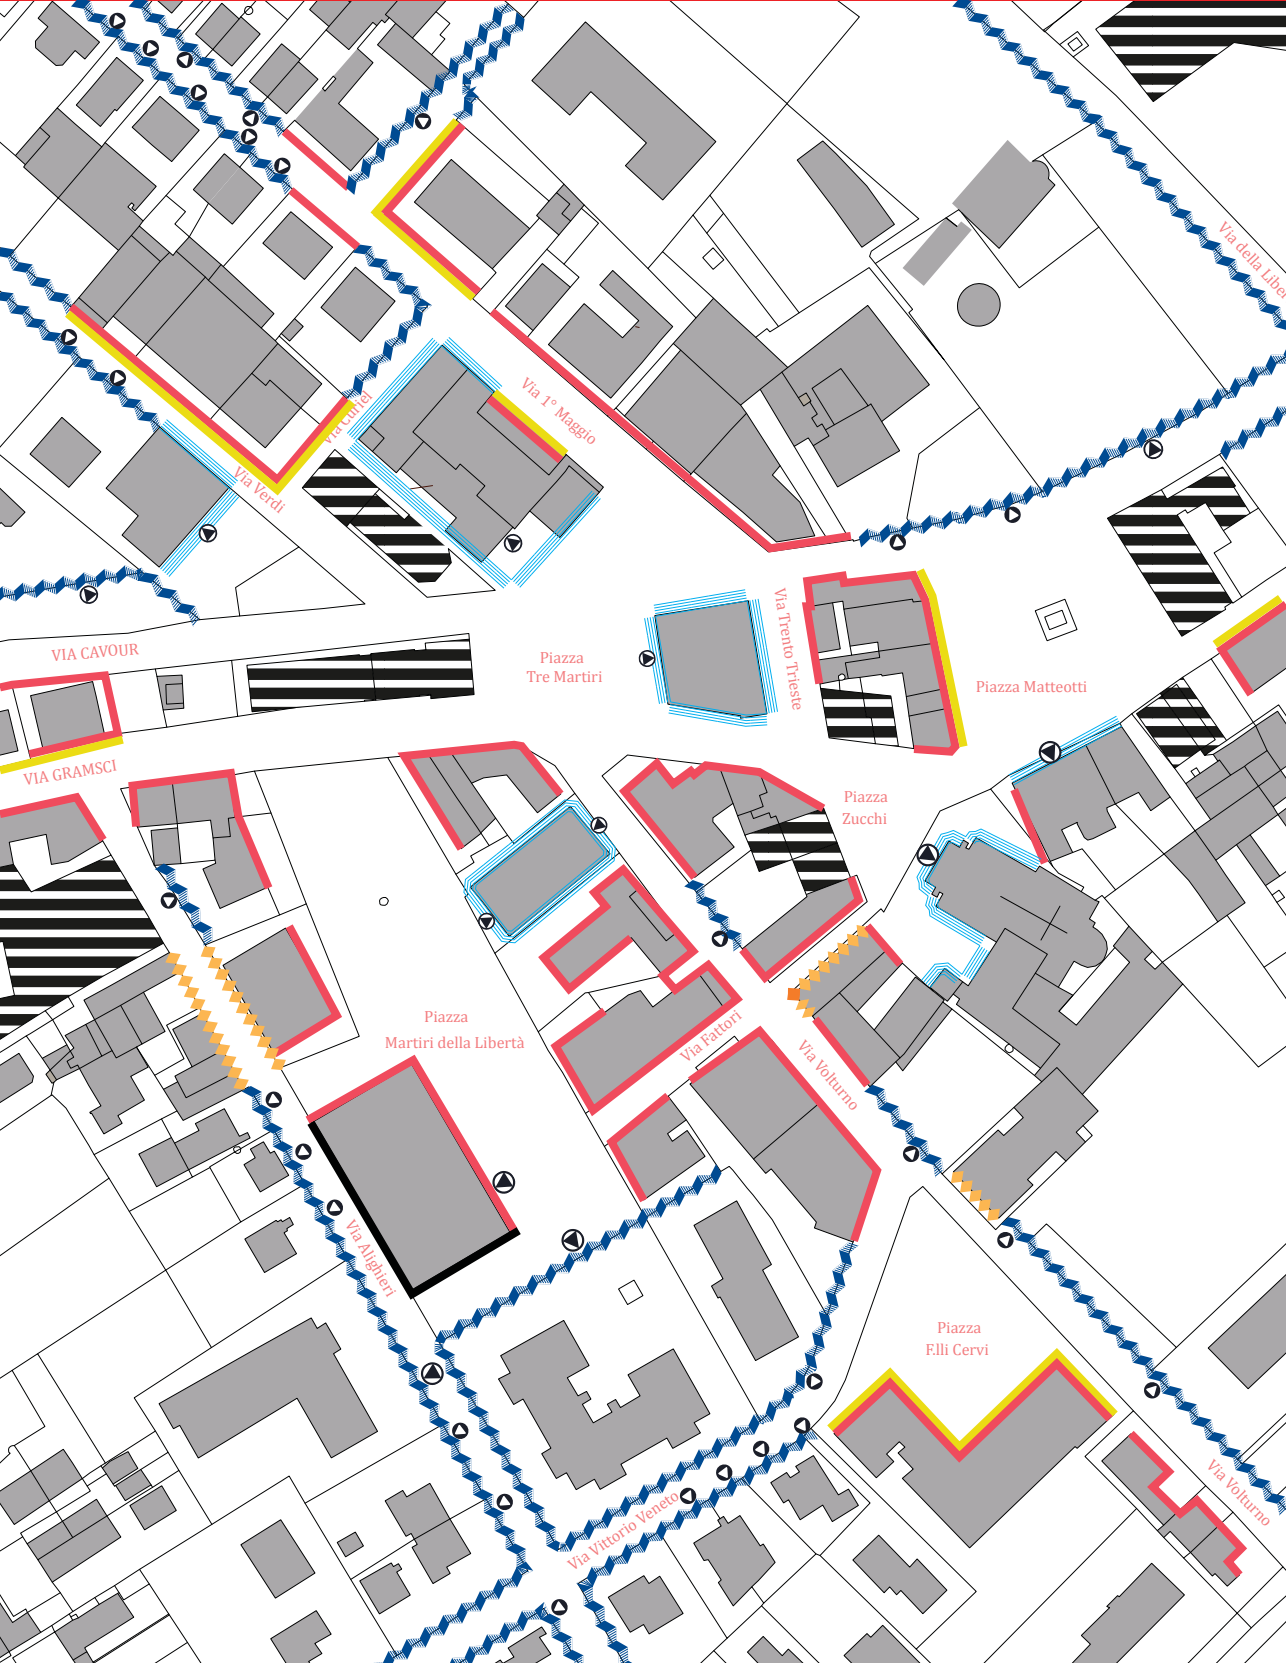 Via della Liber
Via 1° Maggio
Via Curiel
Via Verdi
Via Trento Trieste
VIA CAVOUR
Piazza
Tre Martiri
Piazza Matteotti
VIA GRAMSCI
Piazza
Zucchi
Piazza
Martiri della Libertà
Via Fattori
Via Volturno
Via Alighieri
Piazza
F.lli Cervi
Via Vittorio Veneto
Via Volturno